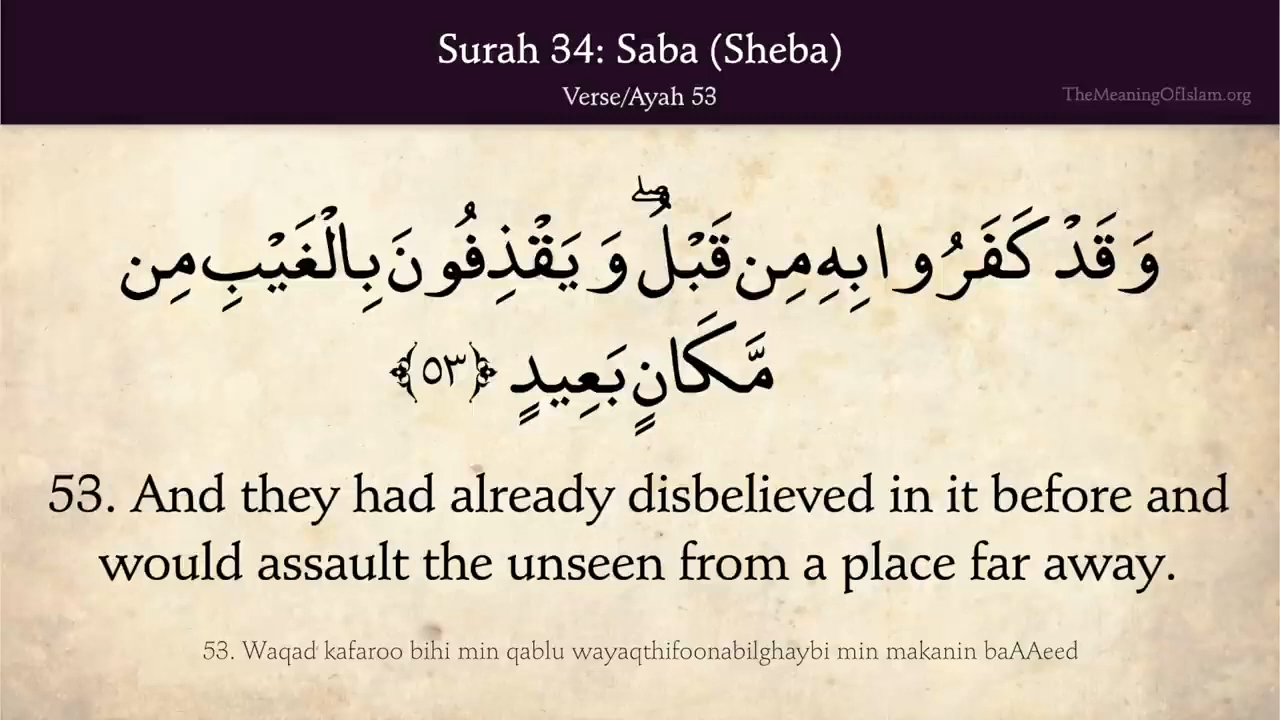 Surah 34: Saba (Sheba)
Verse/Ayah 53
TheMeaningOfIslam.org
وَقَدْ كَفَرُوا بِهِ مِن قَبْلُ ۖ وَيَقْذِفُونَ بِالْغَيْبِ مِن
مَّكَانٍ بَعِيدٍ ﴿٥٣﴾
53. And they had already disbelieved in it before and
would assault the unseen from a place far away.
53. Waqad kafaroo bihi min qablu wayaqthifoonabilghaybi min makanin baAAeed